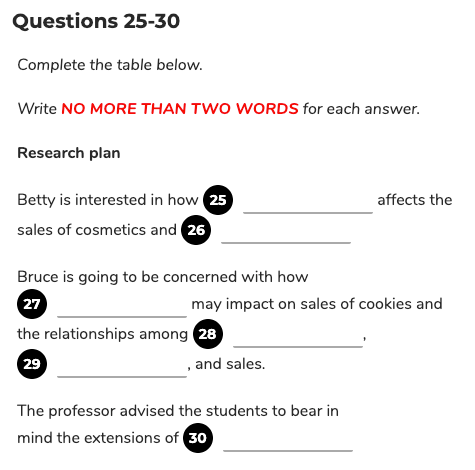 Questions 25-30
Complete the table below.
Write NO MORE THAN TWO WORDS for each answer.
Research plan
Betty is interested in how 25 ______________ affects the
sales of cosmetics and 26 ______________
Bruce is going to be concerned with how
27 ______________ may impact on sales of cookies and
the relationships among 28 ______________,
29 ______________, and sales.
The professor advised the students to bear in
mind the extensions of 30 ______________